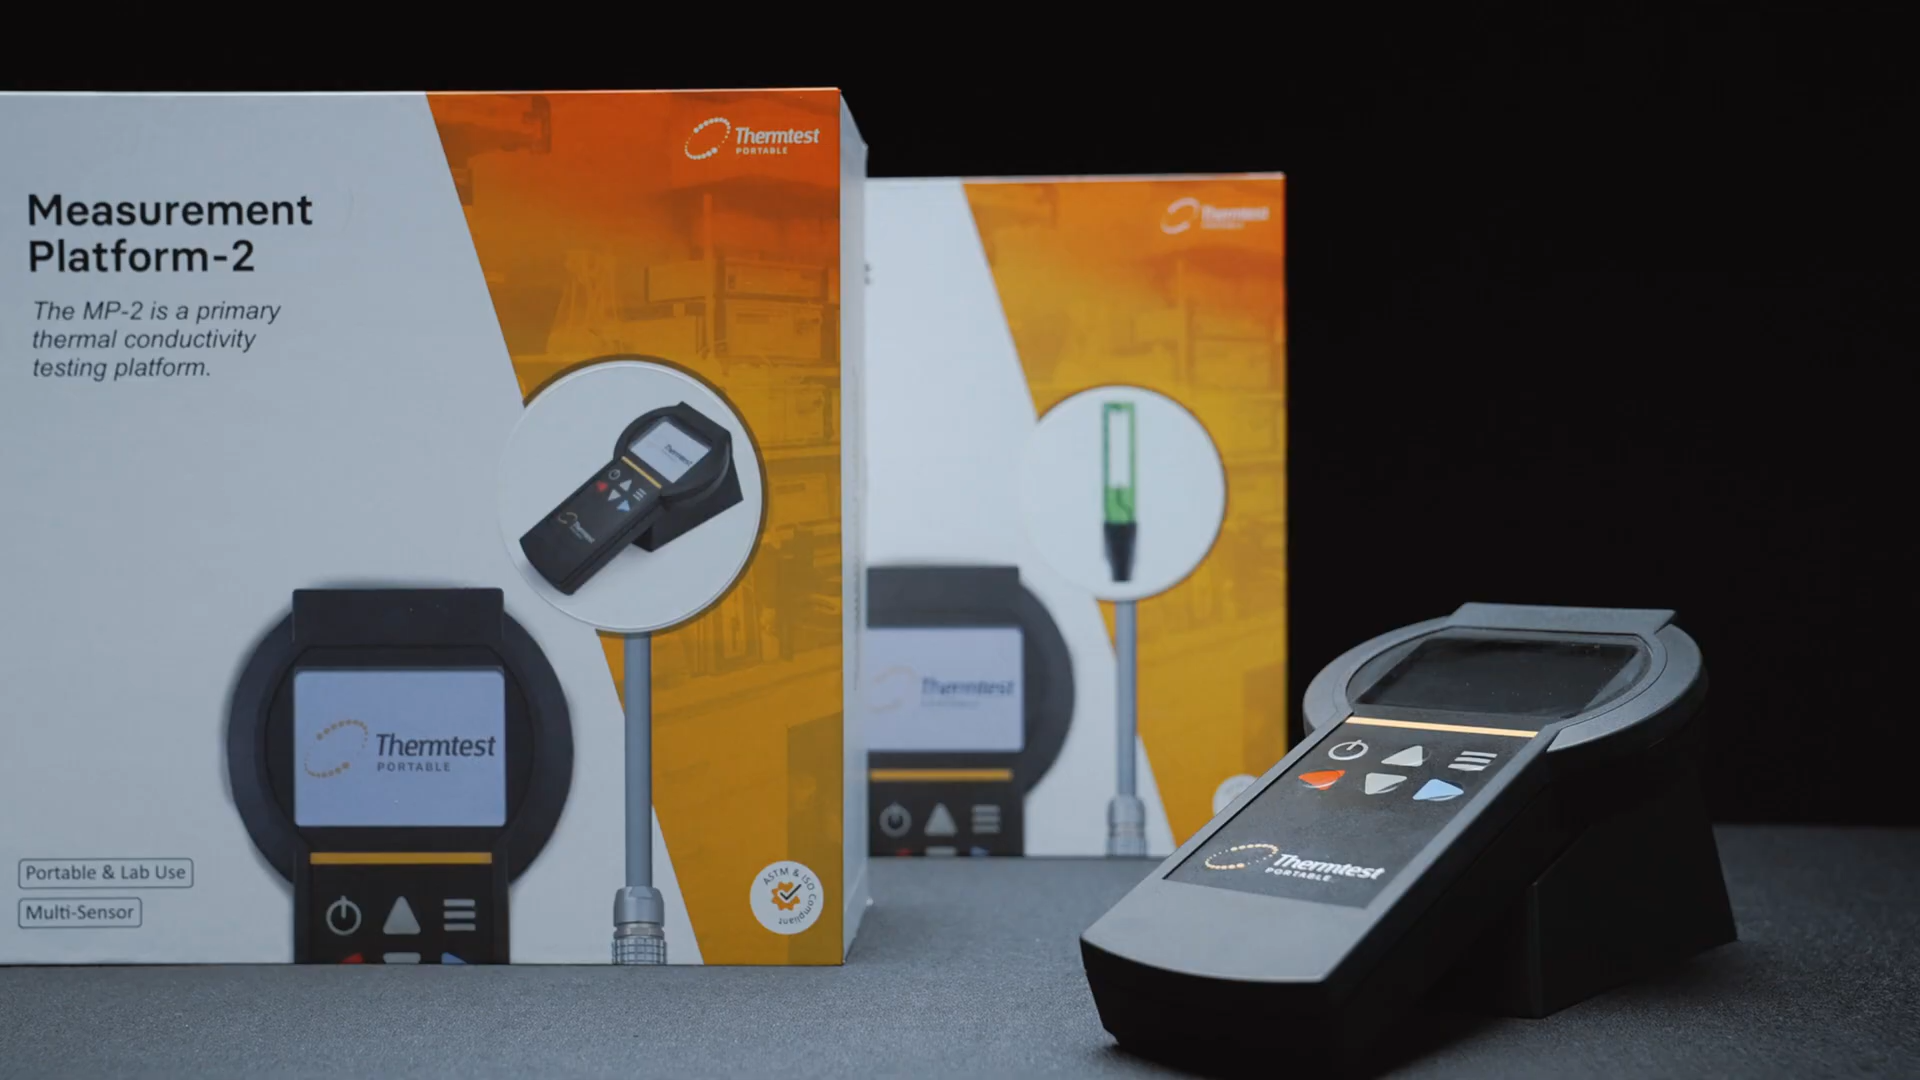 Thermtest
PORTABLE
Measurement
Platform-2
The MP-2 is a primary
thermal conductivity
testing platform.
Thermtest
PORTABLE
Portable & Lab Use
Multi-Sensor
ASTM & ISO Compliant
Thermtest
Thermtest
Thermtest
PORTABLE